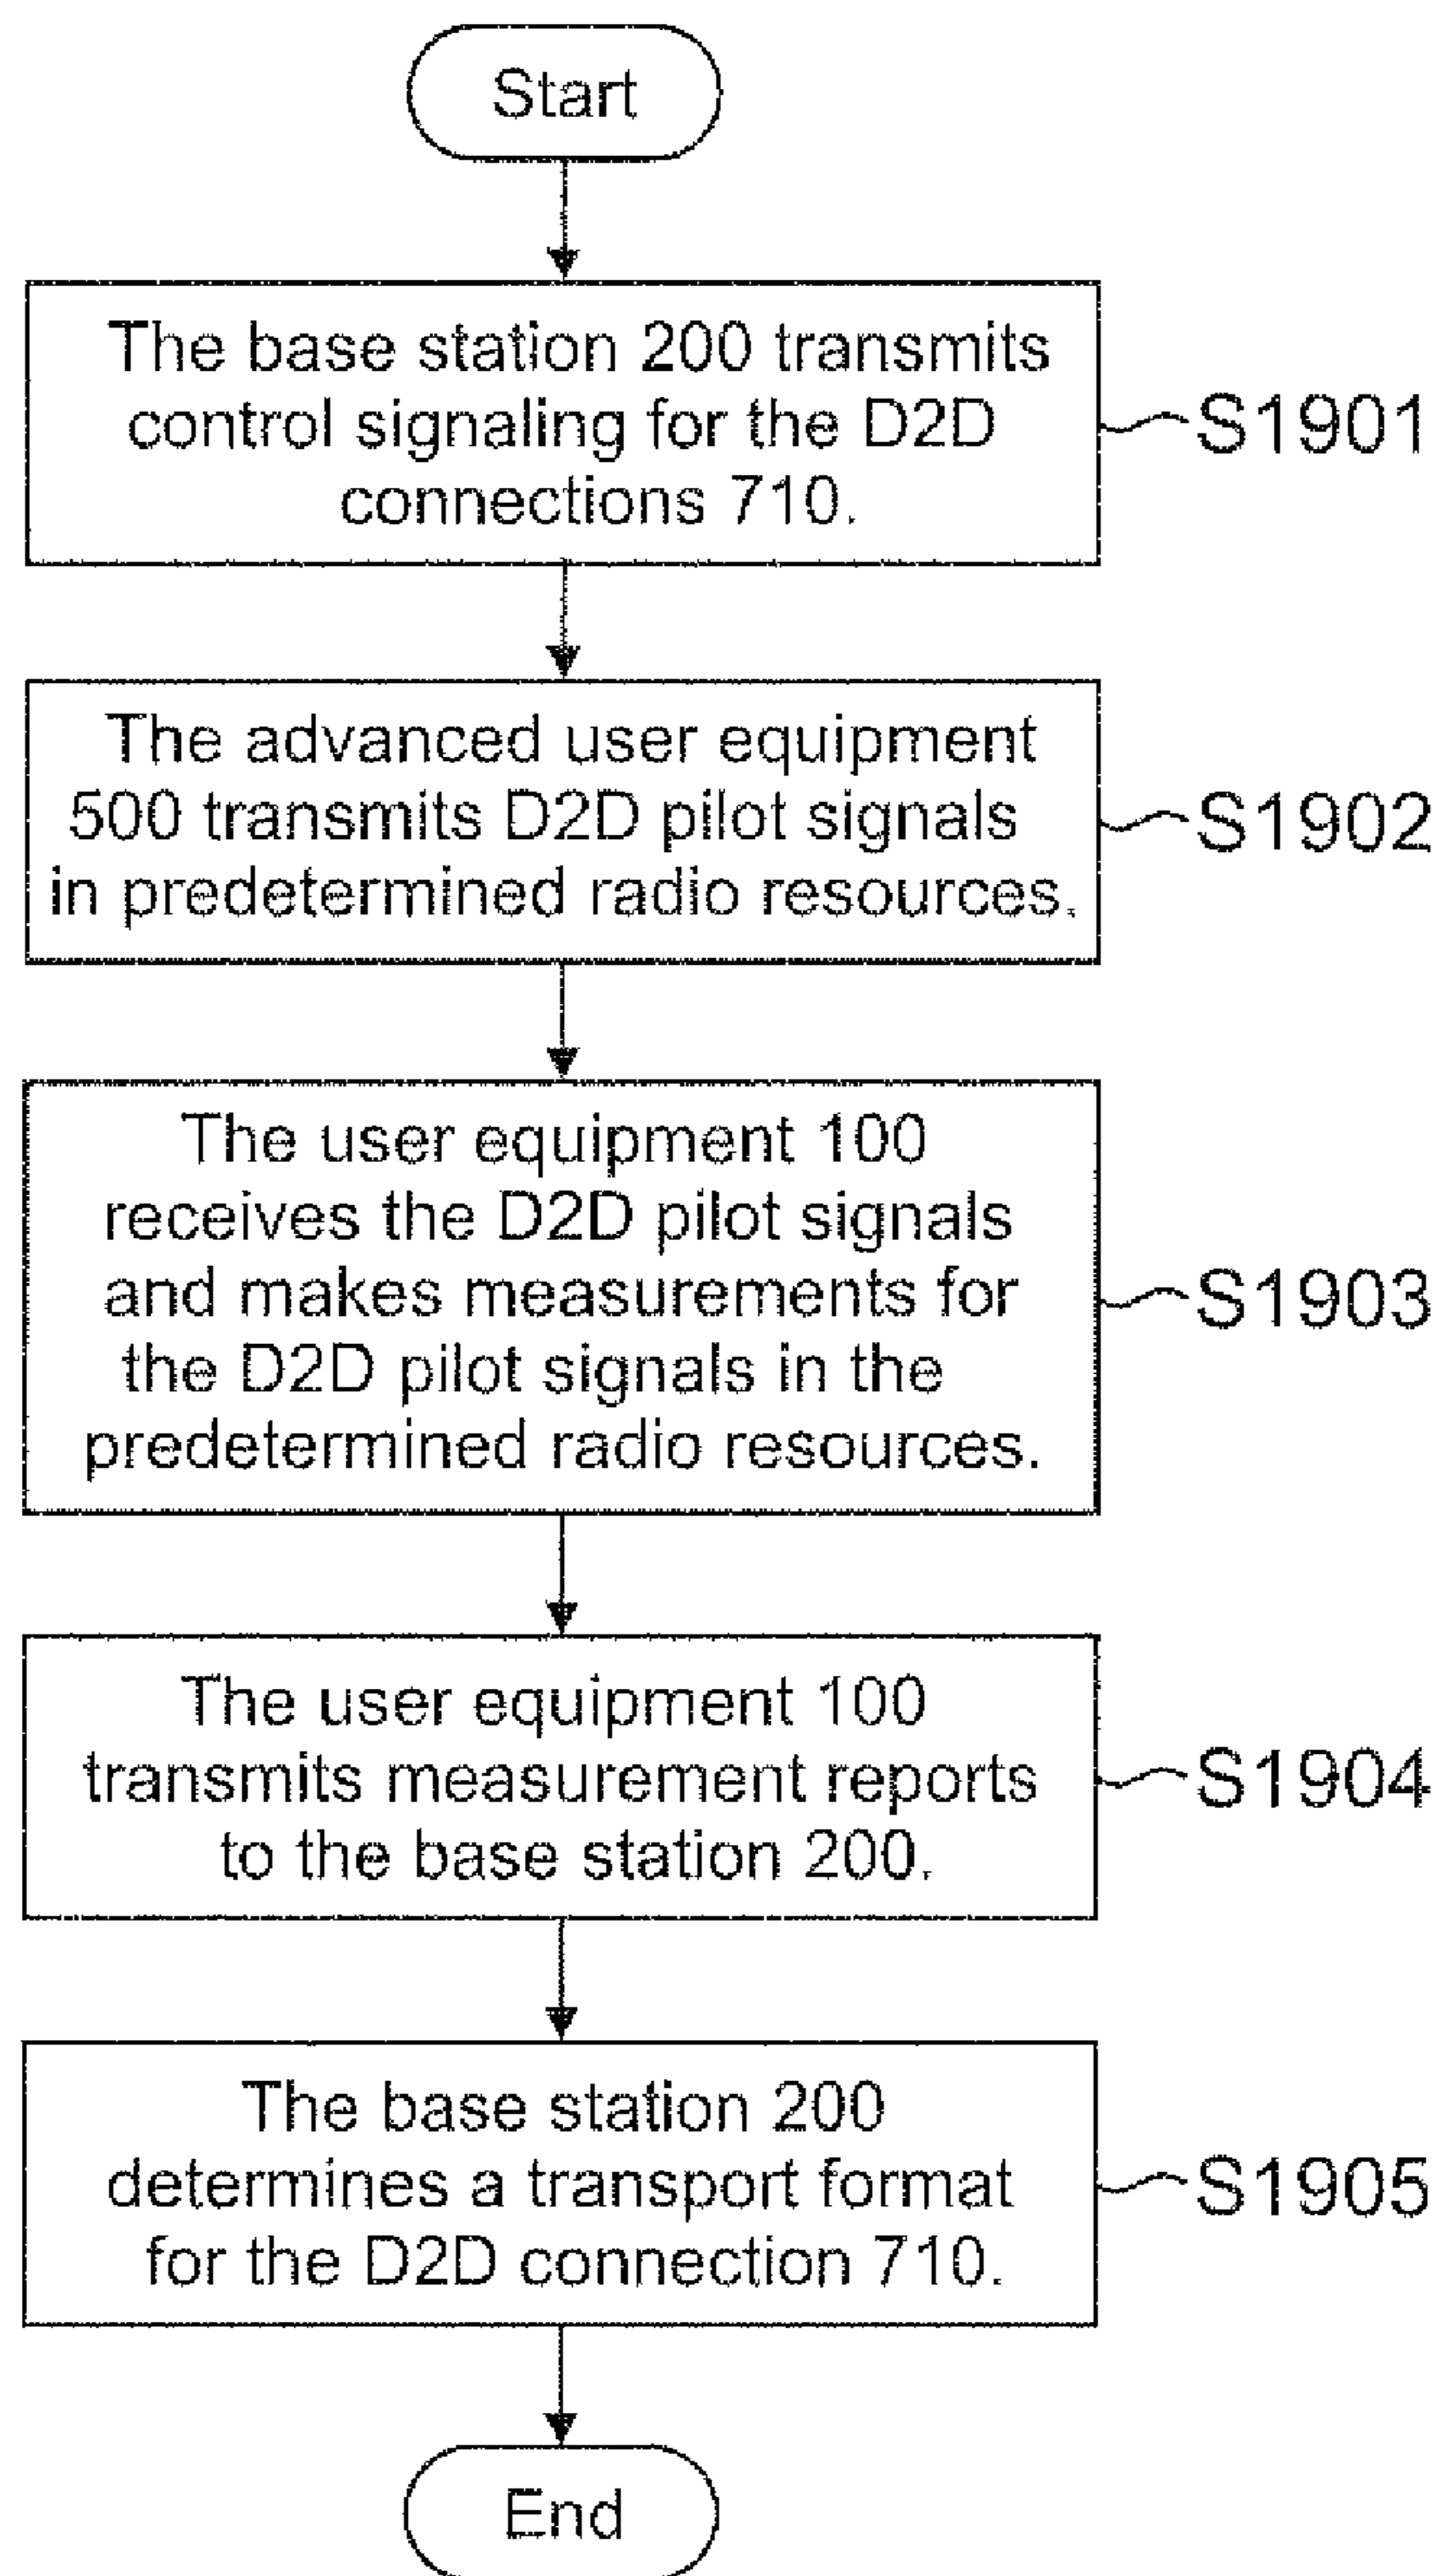 Start
The base station 200 transmits
control signaling for the D2D
connections 710.
S1901
The advanced user equipment
500 transmits D2D pilot signals
in predetermined radio resources.
S1902
The user equipment 100
receives the D2D pilot signals
and makes measurements for
the D2D pilot signals in the
predetermined radio resources.
S1903
The user equipment 100
transmits measurement reports
to the base station 200.
S1904
The base station 200
determines a transport format
for the D2D connection 710.
S1905
End